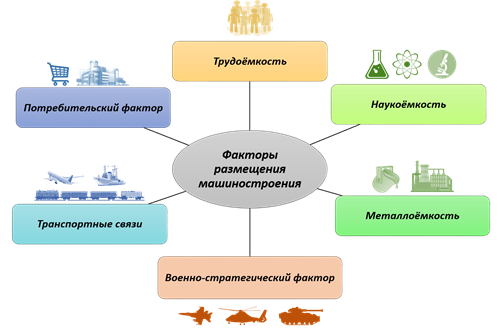 Трудоёмкость
Потребительский фактор
Наукоёмкость
Факторы
размещения
машиностроения
Транспортные связи
Металлоёмкость
Военно-стратегический фактор